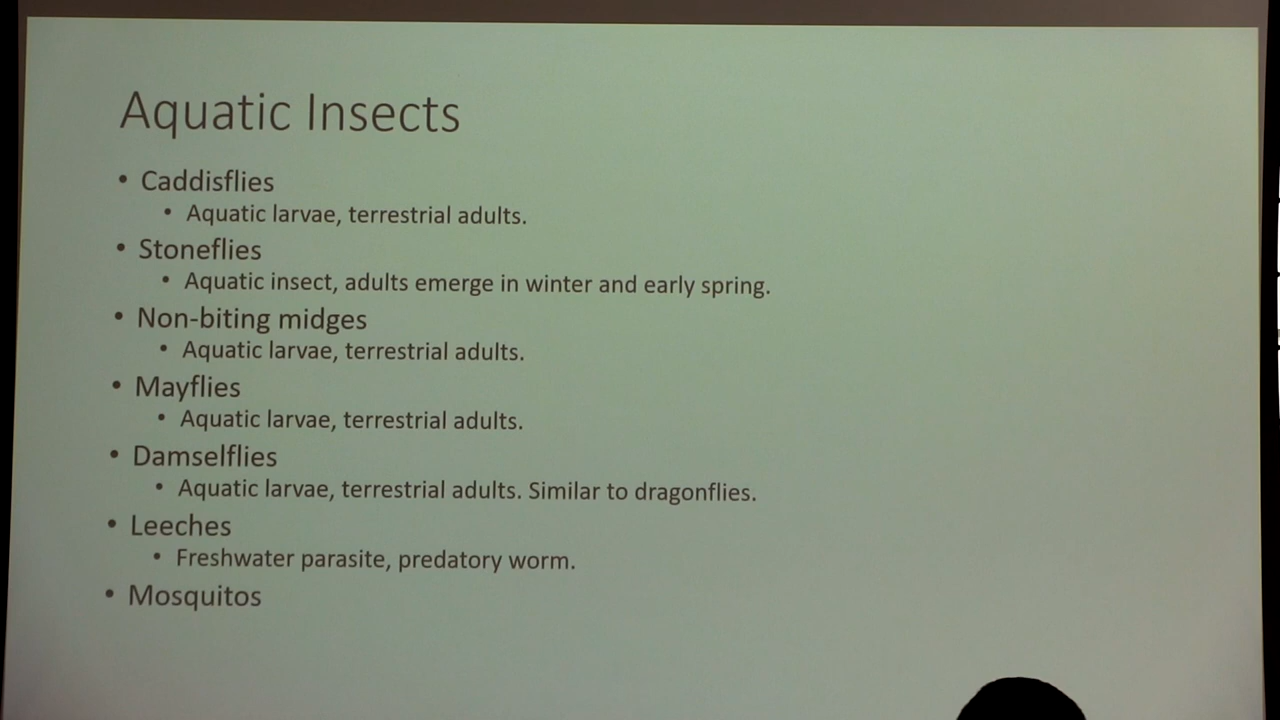 Aquatic Insects
• Caddisflies
• Aquatic larvae, terrestrial adults.
• Stoneflies
• Aquatic insect, adults emerge in winter and early spring.
• Non-biting midges
• Aquatic larvae, terrestrial adults.
• Mayflies
• Aquatic larvae, terrestrial adults.
• Damselflies
• Aquatic larvae, terrestrial adults. Similar to dragonflies.
• Leeches
• Freshwater parasite, predatory worm.
• Mosquitos